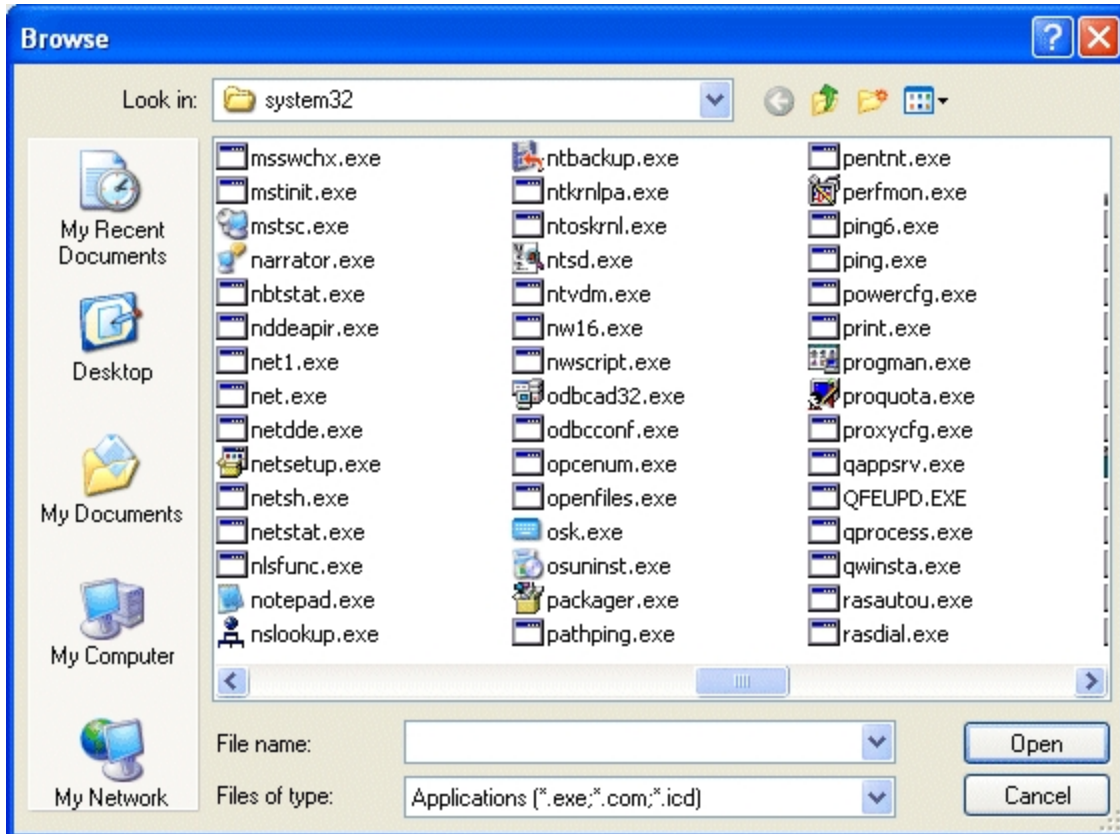 Browse
Look in:
system32
My Recent
Documents
Desktop
My Documents
My Computer
My Network
msswchx.exe
mstinit.exe
mstsc.exe
narrator.exe
nbtstat.exe
nddeapir.exe
net1.exe
net.exe
netdde.exe
netsetup.exe
netsh.exe
netstat.exe
nlsfunc.exe
notepad.exe
nslookup.exe
ntbackup.exe
ntkrnlpa.exe
ntoskrnl.exe
ntsd.exe
ntvdm.exe
nw16.exe
nwscript.exe
odbcad32.exe
odbcconf.exe
opcenum.exe
openfiles.exe
osk.exe
osuninst.exe
packager.exe
pathping.exe
pentnt.exe
perfmon.exe
ping6.exe
ping.exe
powercfg.exe
print.exe
progman.exe
proquota.exe
proxycfg.exe
qappsrv.exe
QFEUPD.EXE
qprocess.exe
qwinsta.exe
rasautou.exe
rasdial.exe
File name:
Open
Files of type:
Applications (*.exe;*.com;*.icd)
Cancel